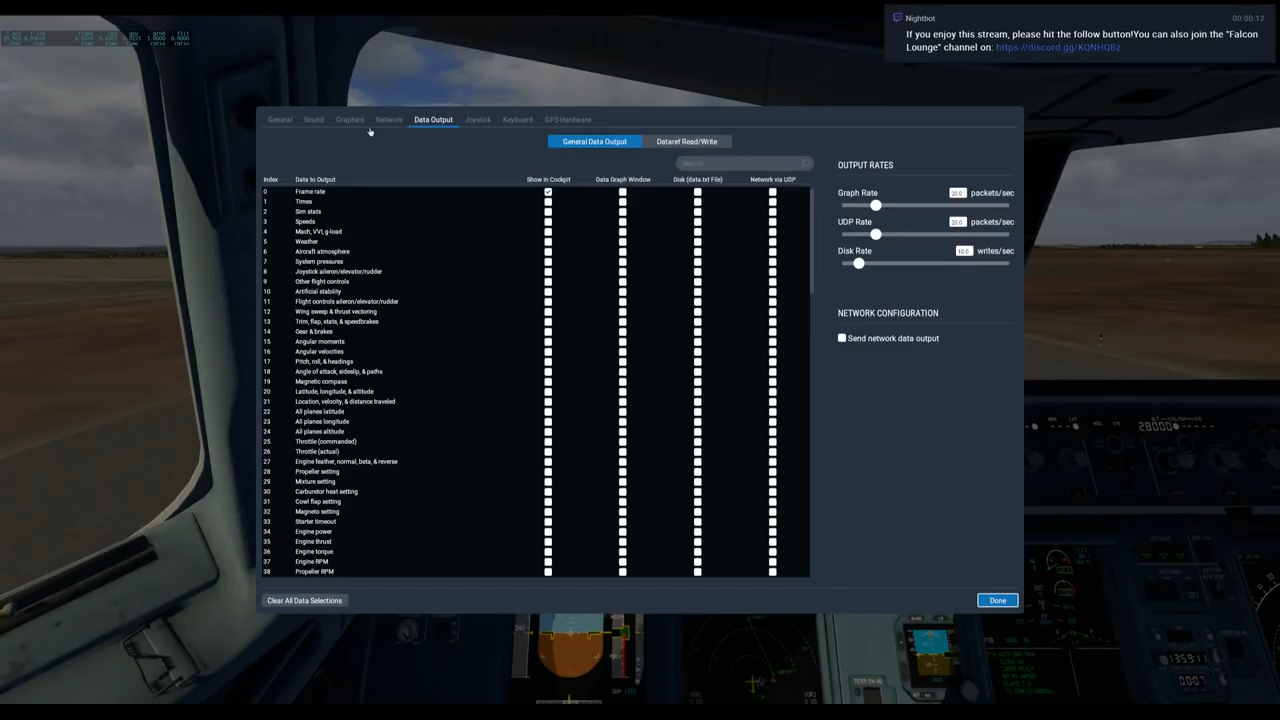 Nightbot
00:00:12
If you enjoy this stream, please hit the follow button!You can also join the "Falcon
Lounge" channel on: https://discord.gg/KQNHQBz
General Sound Graphics Network Data Output Joystick Keyboard GPS Hardware
General Data Output Dataref Read/Write
Search
Index Data to Output Show in Cockpit Data Graph Window Disk (data.txt File) Network via UDP
0 Frame rate
1 Times
2 Sim stats
3 Speeds
4 Mach, VVI, g-load
5 Weather
6 Aircraft atmosphere
7 System pressures
8 Joystick aileron/elevator/rudder
9 Other flight controls
10 Artificial stability
11 Flight controls aileron/elevator/rudder
12 Wing sweep & thrust vectoring
13 Trim, flap, slats, & speedbrakes
14 Gear & brakes
15 Angular moments
16 Angular velocities
17 Pitch, roll, & headings
18 Angle of attack, sideslip, & paths
19 Magnetic compass
20 Latitude, longitude, & altitude
21 Location, velocity, & distance traveled
22 All planes latitude
23 All planes longitude
24 All planes altitude
25 Throttle (commanded)
26 Throttle (actual)
27 Engine feather, normal, beta, & reverse
28 Propeller setting
29 Mixture setting
30 Carburetor heat setting
31 Cowl flap setting
32 Magneto setting
33 Starter timeout
34 Engine power
35 Engine thrust
36 Engine torque
37 Engine RPM
38 Propeller RPM
OUTPUT RATES
Graph Rate 20.0 packets/sec
UDP Rate 20.0 packets/sec
Disk Rate 10.0 writes/sec
NETWORK CONFIGURATION
Send network data output
Clear All Data Selections
Done
28000